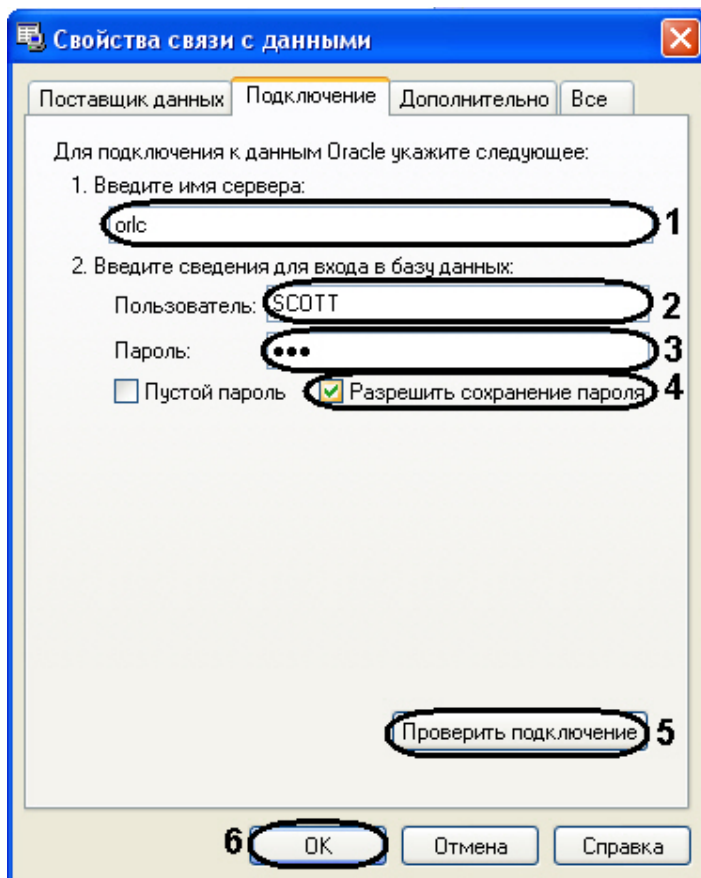 Свойства связи с данными
Поставщик данных Подключение Дополнительно Все
Для подключения к данным Oracle укажите следующее:
1. Введите имя сервера:
orlc 1
2. Введите сведения для входа в базу данных:
Пользователь: SCOTT 2
Пароль: ●●● 3
Пустой пароль Разрешить сохранение пароля 4
Проверить подключение 5
6 OK Отмена Справка